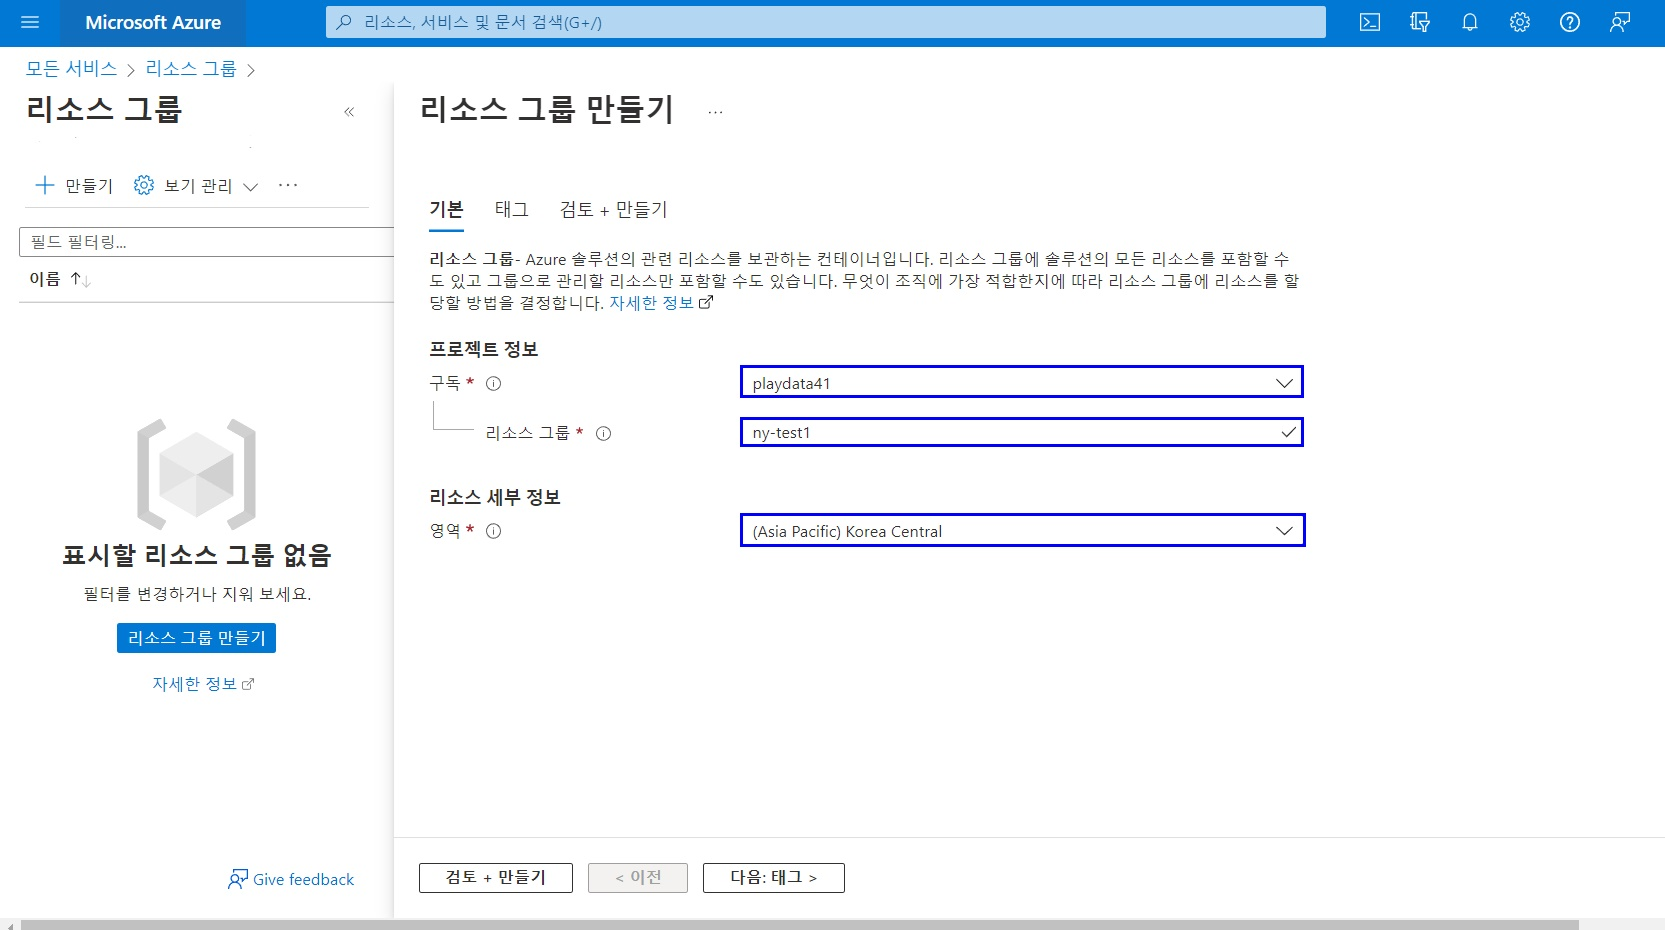 Microsoft Azure
리소스, 서비스 및 문서 검색(G+/)
모든 서비스 > 리소스 그룹 >
리소스 그룹 «
만들기 보기 관리 ...
필드 필터링...
이름 ↑↓
표시할 리소스 그룹 없음
필터를 변경하거나 지워 보세요.
리소스 그룹 만들기
자세한 정보
Give feedback
리소스 그룹 만들기 ...
기본 태그 검토 + 만들기
리소스 그룹- Azure 솔루션의 관련 리소스를 보관하는 컨테이너입니다. 리소스 그룹에 솔루션의 모든 리소스를 포함할 수
도 있고 그룹으로 관리할 리소스만 포함할 수도 있습니다. 무엇이 조직에 가장 적합한지에 따라 리소스 그룹에 리소스를 할
당할 방법을 결정합니다. 자세한 정보
프로젝트 정보
구독 * playdata41
리소스 그룹 * ny-test1
리소스 세부 정보
영역 * (Asia Pacific) Korea Central
검토 + 만들기 < 이전 다음: 태그 >